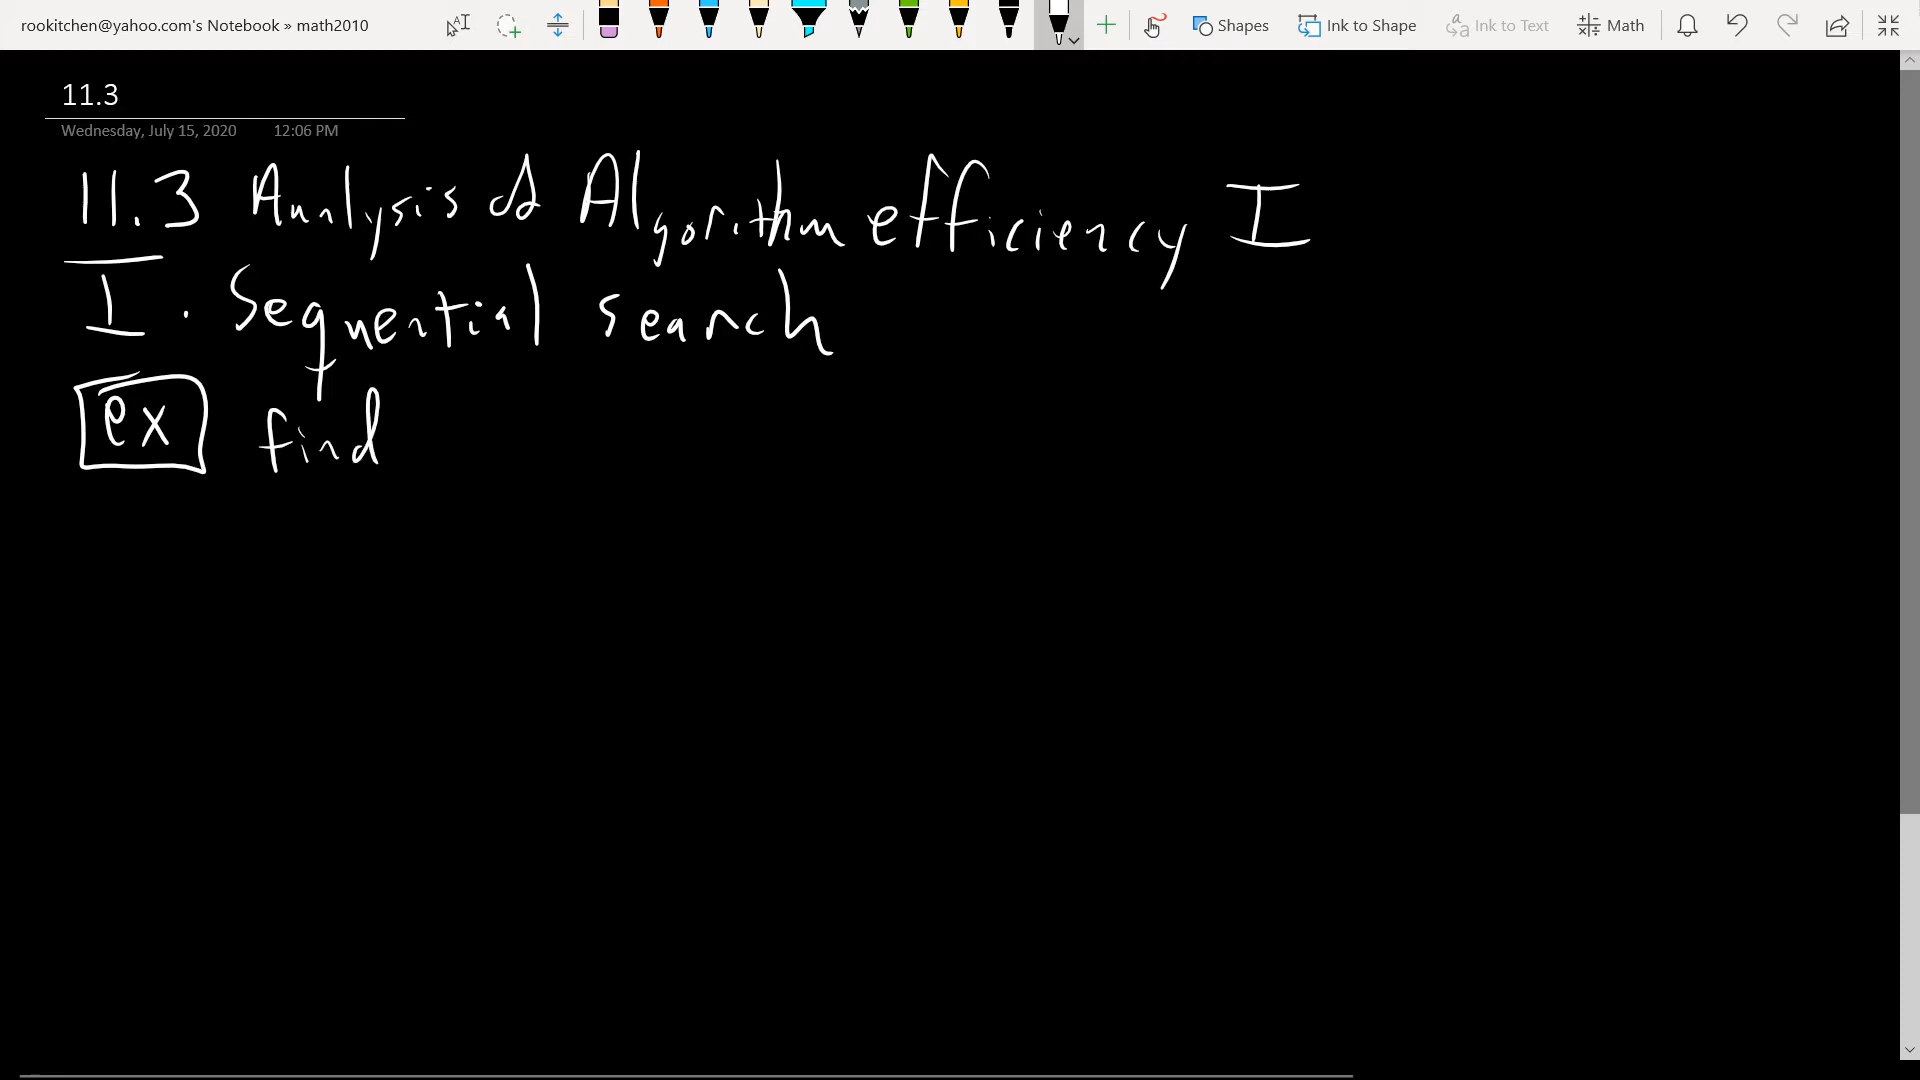 rookitchen@yahoo.com's Notebook » math2010
Shapes Ink to Shape Ink to Text Math
11.3
Wednesday, July 15, 2020 12:06 PM
11.3 Analysis of Algorithm efficiency I
I. Sequential search
ex find